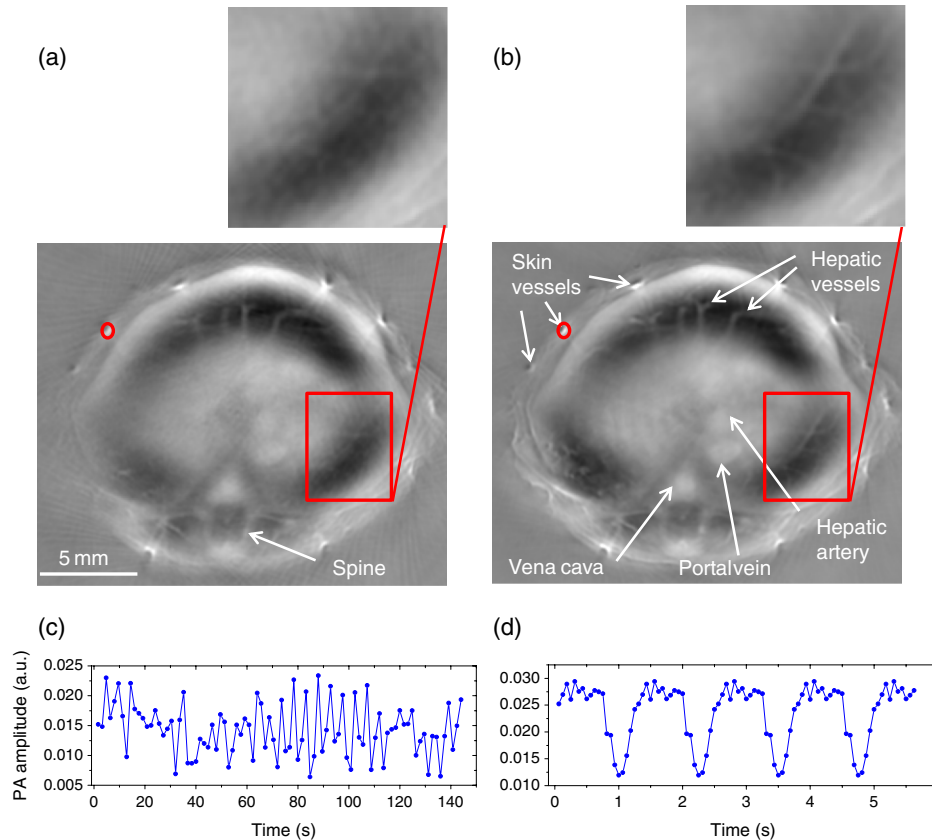 (a)
(b)
Skin
vessels
Hepatic
vessels
5 mm
Spine
Vena cava
Portalvein
Hepatic
artery
(c)
(d)
PA amplitude (a.u.)
0.025
0.020
0.015
0.010
0.005
0 20 40 60 80 100 120 140
Time (s)
0.030
0.025
0.020
0.015
0.010
0 1 2 3 4 5
Time (s)